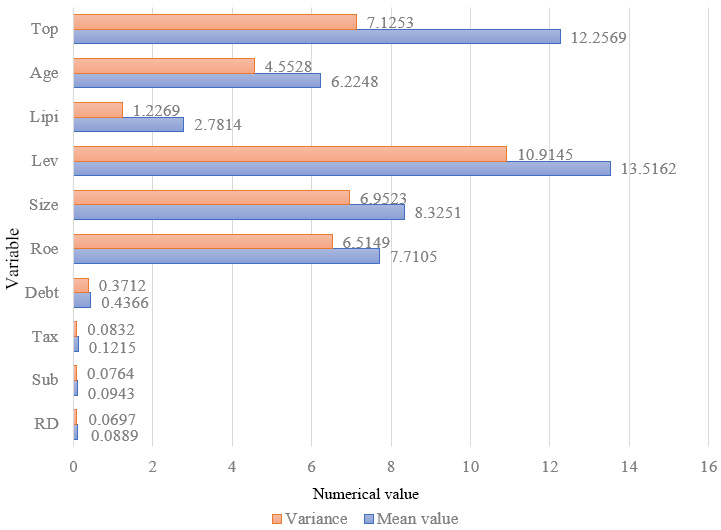 Top
7.1253
12.2569
Age
4.5528
6.2248
Lipi
1.2269
2.7814
Lev
10.9145
13.5162
Size
6.9523
8.3251
Roe
6.5149
7.7105
Debt
0.3712
0.4366
Tax
0.0832
0.1215
Sub
0.0764
0.0943
RD
0.0697
0.0889
Variable
0 2 4 6 8 10 12 14 16
Numerical value
Variance Mean value